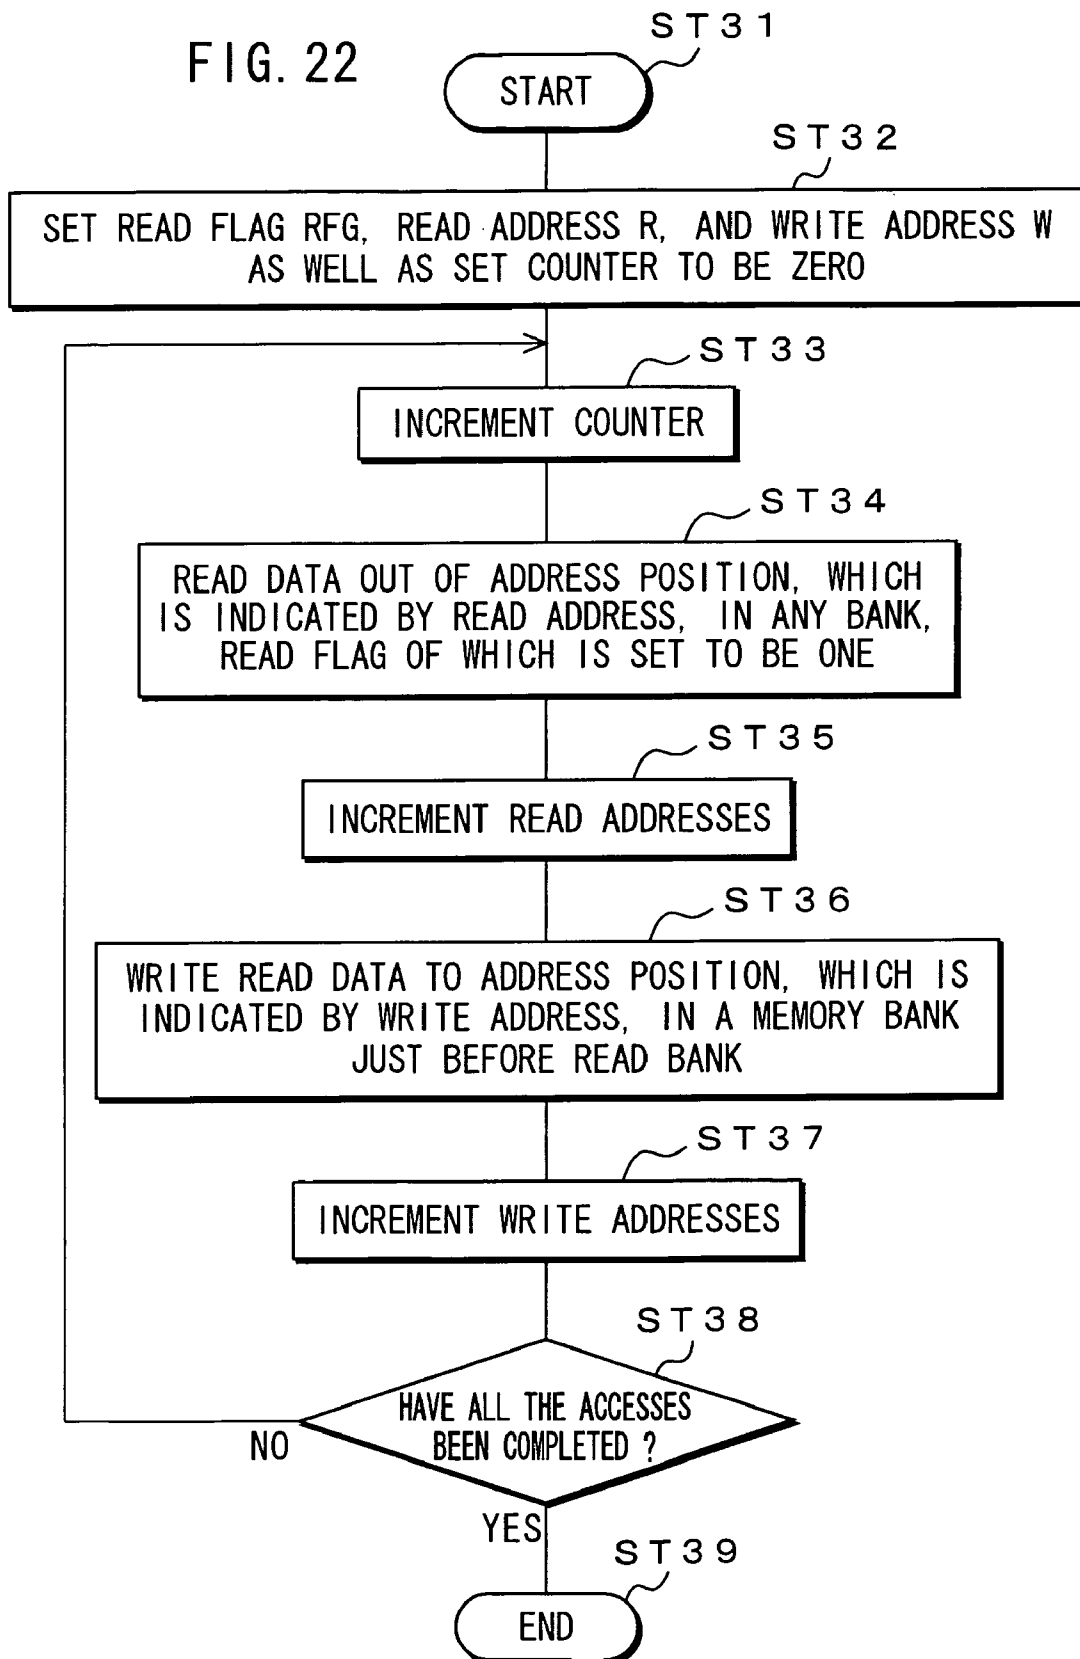 FIG. 22
ST31
START
ST32
SET READ FLAG RFG, READ ADDRESS R, AND WRITE ADDRESS W
AS WELL AS SET COUNTER TO BE ZERO
ST33
INCREMENT COUNTER
ST34
READ DATA OUT OF ADDRESS POSITION, WHICH
IS INDICATED BY READ ADDRESS, IN ANY BANK,
READ FLAG OF WHICH IS SET TO BE ONE
ST35
INCREMENT READ ADDRESSES
ST36
WRITE READ DATA TO ADDRESS POSITION, WHICH IS
INDICATED BY WRITE ADDRESS, IN A MEMORY BANK
JUST BEFORE READ BANK
ST37
INCREMENT WRITE ADDRESSES
ST38
HAVE ALL THE ACCESSES
BEEN COMPLETED ?
NO
YES
ST39
END